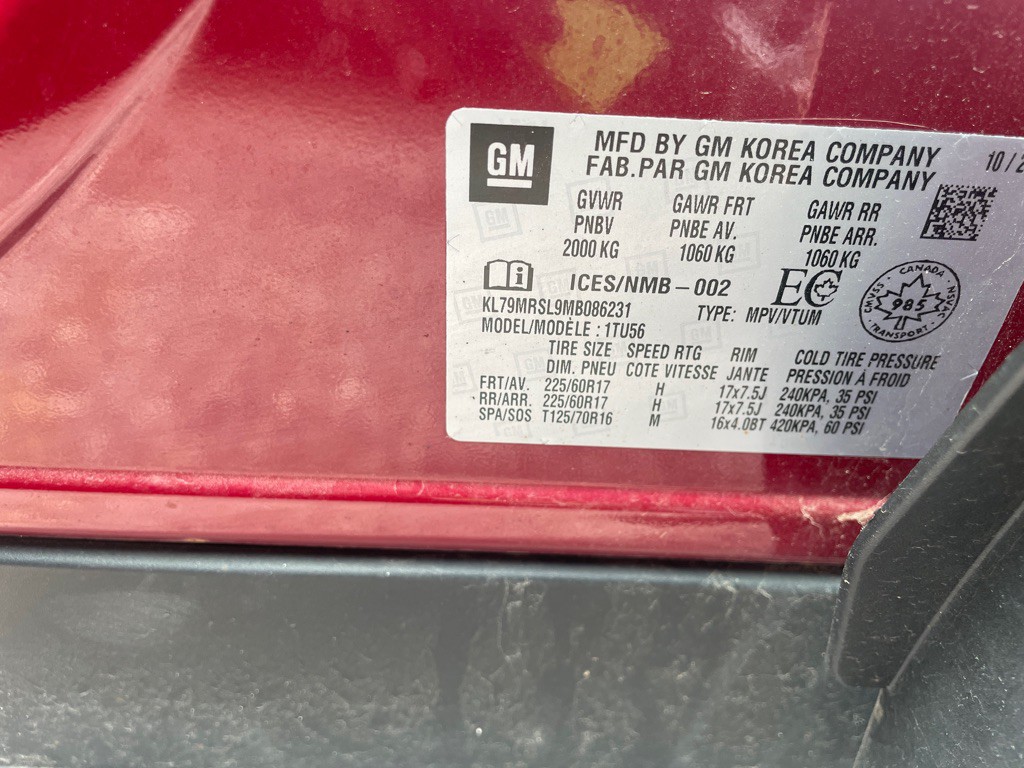 GM
MFD BY GM KOREA COMPANY
FAB.PAR GM KOREA COMPANY
10/2
GVWR GAWR FRT GAWR RR
PNBV PNBE AV. PNBE ARR.
2000 KG 1060 KG 1060 KG
ICES/NMB-002
EC
KL79MRSL9MB086231 TYPE: MPV/VTUM
MODEL/MODÈLE : 1TU56
CANADA
CMVSS 985 NSVAC
TRANSPORT
TIRE SIZE SPEED RTG RIM COLD TIRE PRESSURE
DIM. PNEU COTE VITESSE JANTE PRESSION À FROID
FRT/AV. 225/60R17 H 17x7.5J 240KPA, 35 PSI
RR/ARR. 225/60R17 H 17x7.5J 240KPA, 35 PSI
SPA/SOS T125/70R16 M 16x4.0BT 420KPA, 60 PSI